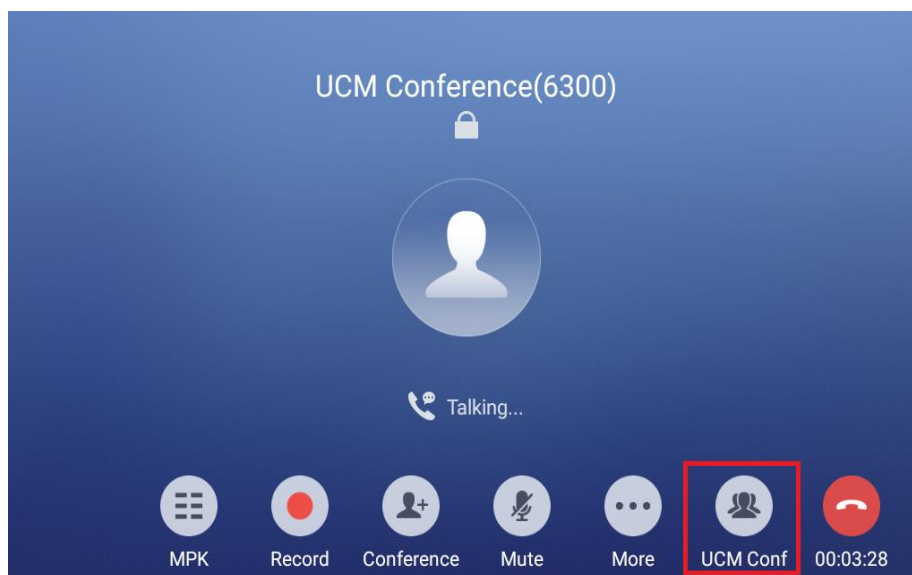 UCM Conference(6300)
Talking...
MPK Record Conference Mute More UCM Conf 00:03:28